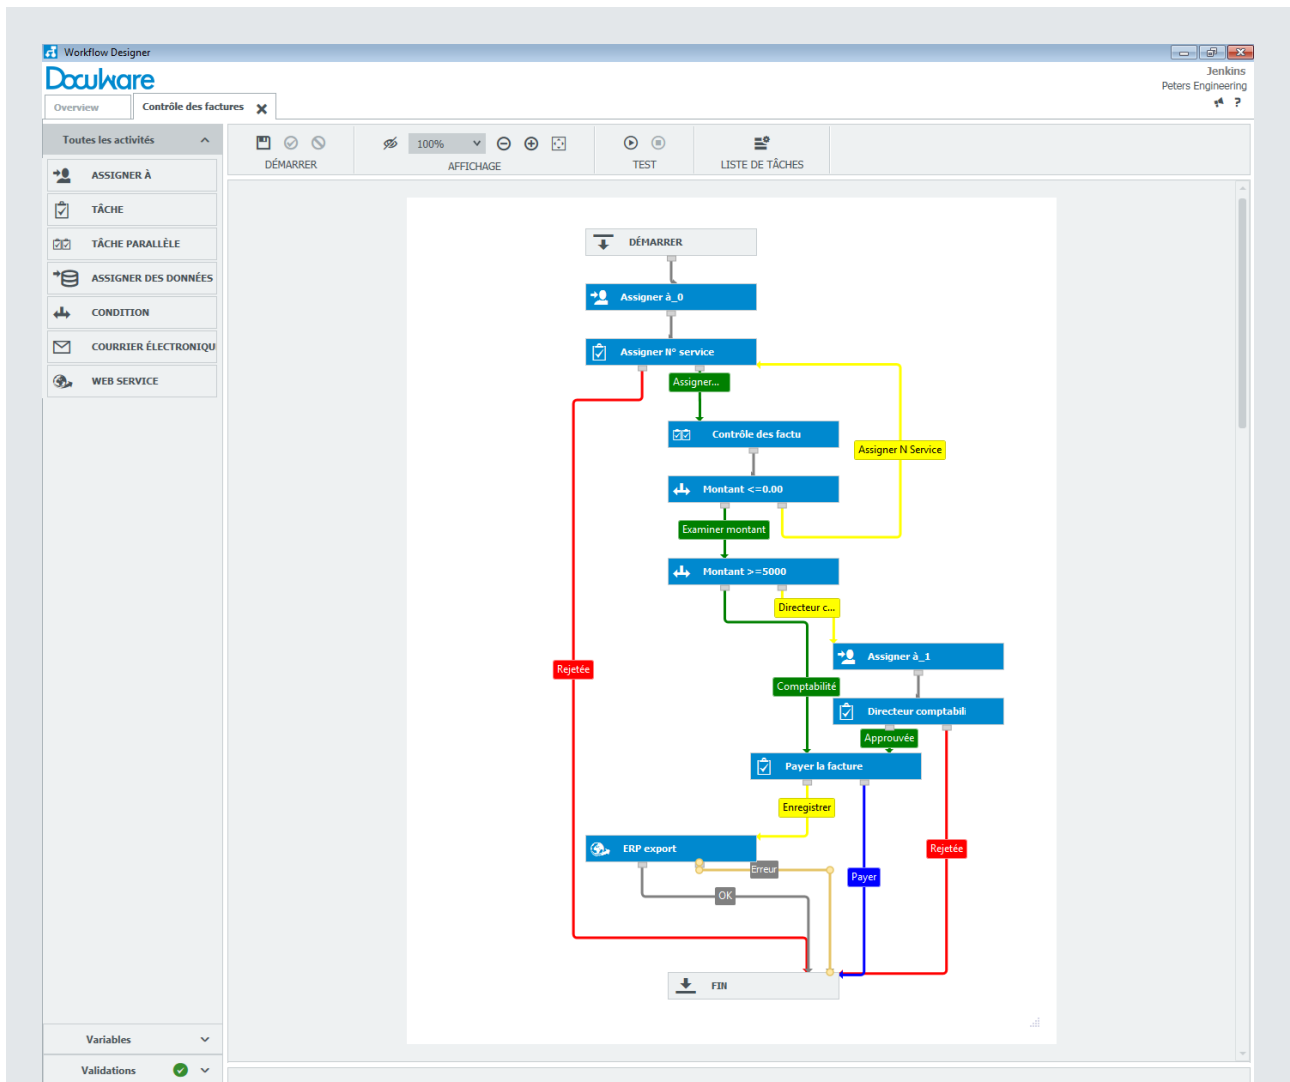 Workflow Designer
DocuWare
Jenkins
Peters Engineering
Overview
Contrôle des factures
?
Toutes les activités
ASSIGNER À
TÂCHE
TÂCHE PARALLÈLE
ASSIGNER DES DONNÉES
CONDITION
COURRIER ÉLECTRONIQU
WEB SERVICE
Variables
Validations
DÉMARRER
100%
AFFICHAGE
TEST
LISTE DE TÂCHES
DÉMARRER
Assigner à_0
Assigner N° service
Assigner...
Contrôle des factu
Assigner N Service
Montant <=0.00
Examiner montant
Montant >=5000
Directeur c...
Assigner à_1
Rejetée
Comptabilité
Directeur comptabili
Approuvée
Payer la facture
Enregistrer
ERP export
Rejetée
Erreur
Payer
OK
FIN